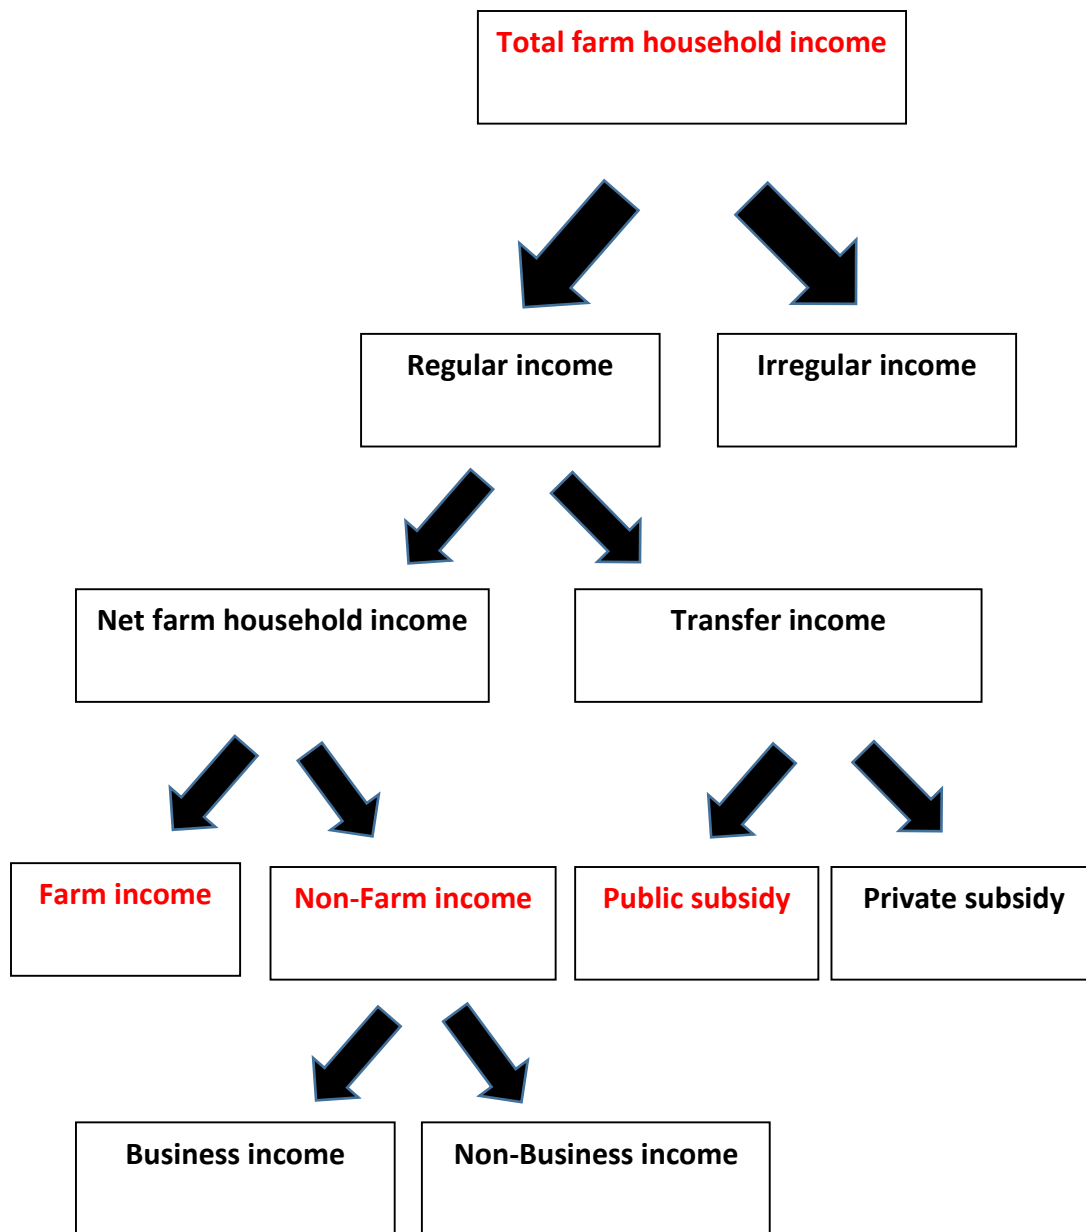 Total farm household income
Regular income
Irregular income
Net farm household income
Transfer income
Farm income
Non-Farm income
Public subsidy
Private subsidy
Business income
Non-Business income